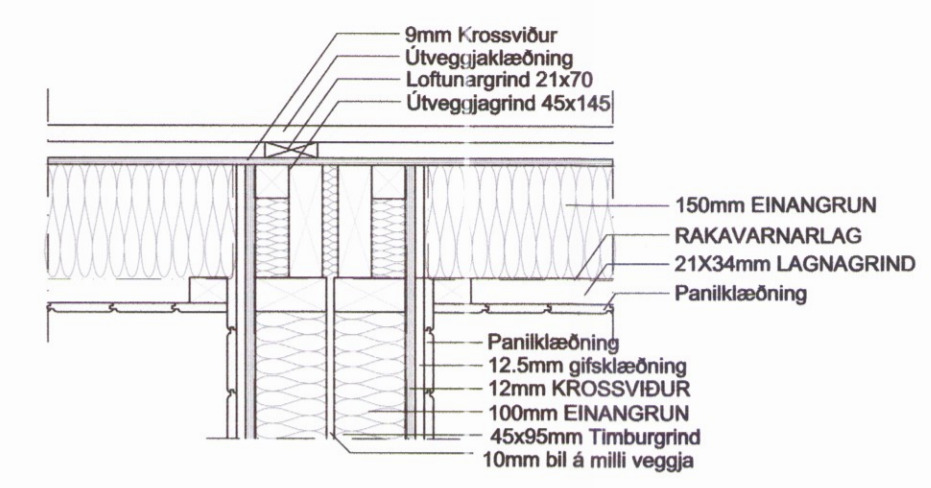 9mm Krossviður
Útveggjaklæðning
Loftunargrind 21x70
Útveggjagrind 45x145
150mm EINANGRUN
RAKAVARNARLAG
21X34mm LAGNAGRIND
Panilklæðning
Panilklæðning
12.5mm gifsklæðning
12mm KROSSVIÐUR
100mm EINANGRUN
45x95mm Timburgrind
10mm bil á milli veggja